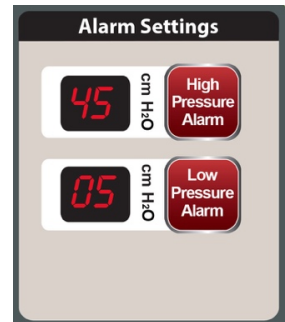 Alarm Settings
45
cm H₂O
High
Pressure
Alarm
05
cm H₂O
Low
Pressure
Alarm